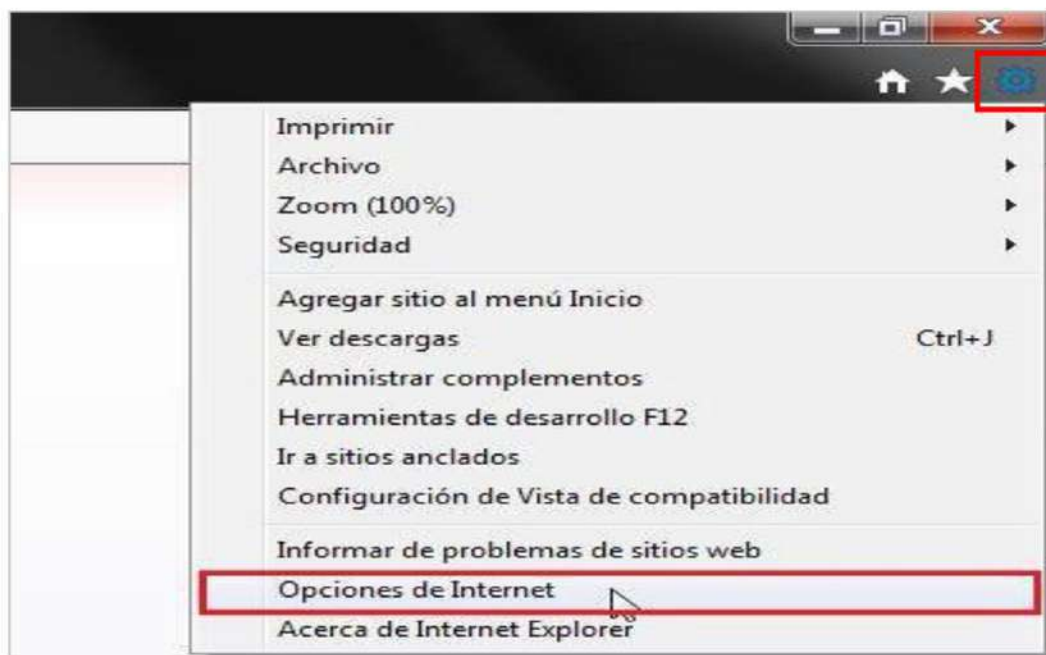 Imprimir
Archivo
Zoom (100%)
Seguridad
Agregar sitio al menú Inicio
Ver descargas Ctrl+J
Administrar complementos
Herramientas de desarrollo F12
Ir a sitios anclados
Configuración de Vista de compatibilidad
Informar de problemas de sitios web
Opciones de Internet
Acerca de Internet Explorer